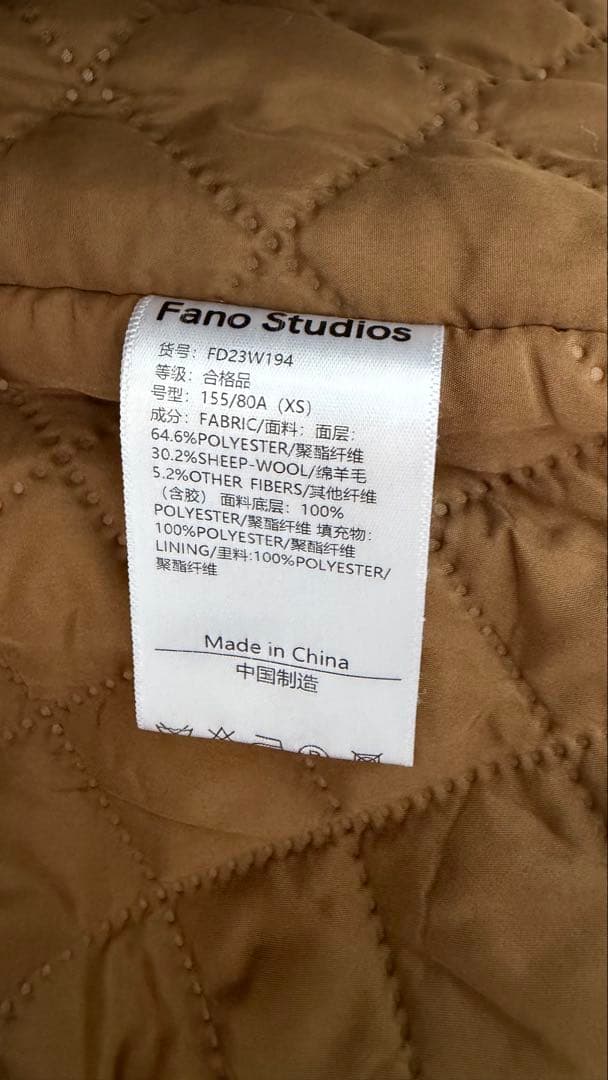 Fano Studios
货号：FD23W194
等级：合格品
号型：155/80A（XS）
成分：FABRIC/面料：面层：
64.6%POLYESTER/聚酯纤维
30.2%SHEEP-WOOL/绵羊毛
5.2%OTHER FIBERS/其他纤维
（含胶）面料底层：100%
POLYESTER/聚酯纤维 填充物：
100%POLYESTER/聚酯纤维
LINING/里料:100%POLYESTER/
聚酯纤维
Made in China
中国制造